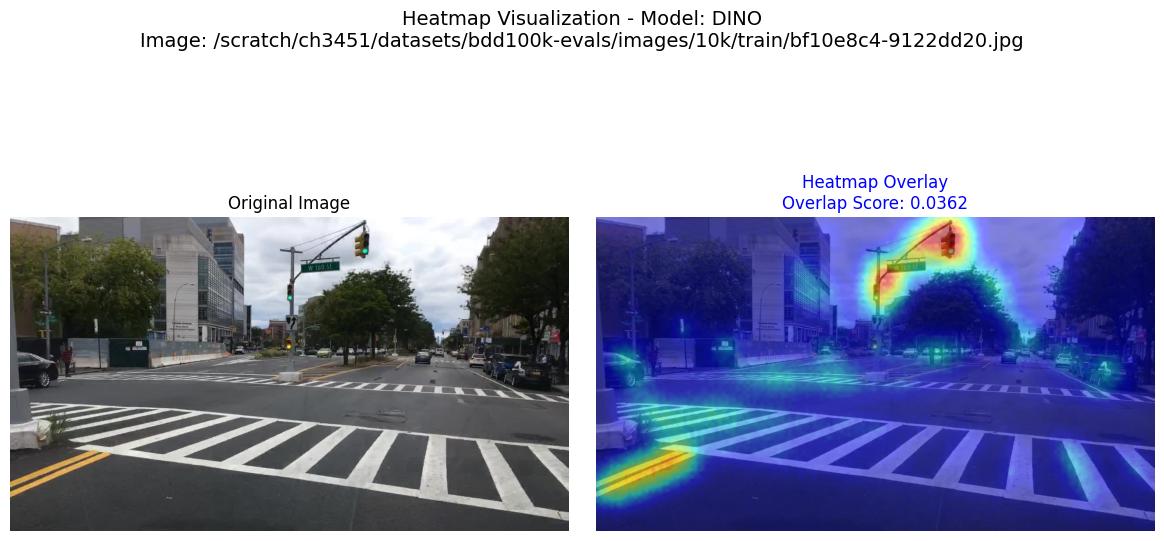 Heatmap Visualization - Model: DINO
Image: /scratch/ch3451/datasets/bdd100k-evals/images/10k/train/bf10e8c4-9122dd20.jpg
Original Image
Heatmap Overlay
Overlap Score: 0.0362